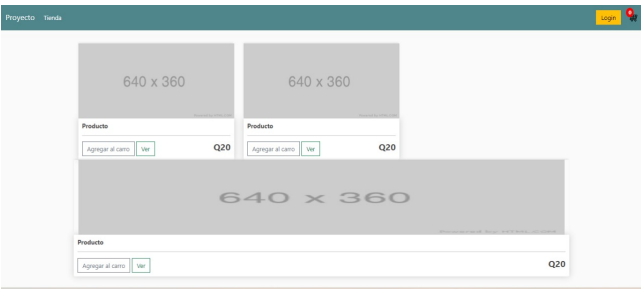 Proyecto Tienda Login 0
640 x 360 640 x 360
Producto Producto
Agregar al carro Ver Q20 Agregar al carro Ver Q20
640 x 360
Producto
Agregar al carro Ver Q20